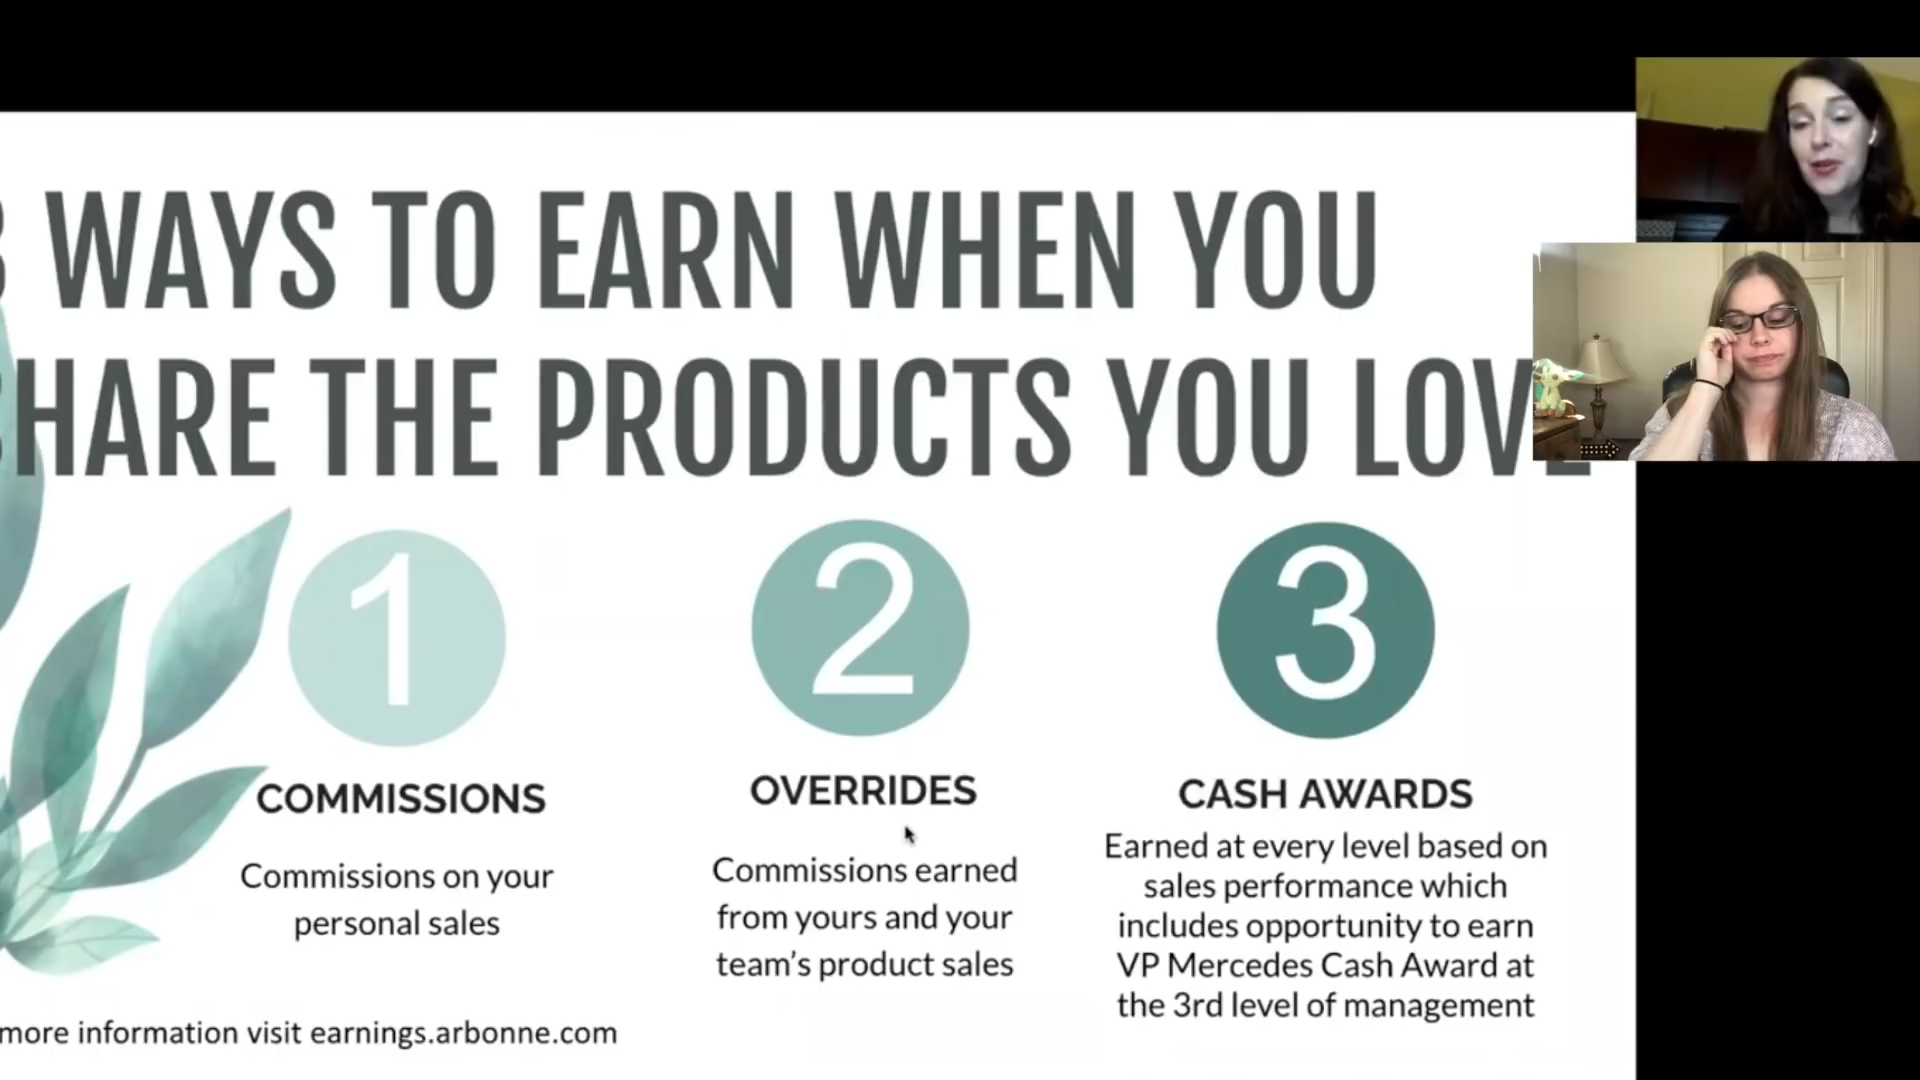 3 WAYS TO EARN WHEN YOU
SHARE THE PRODUCTS YOU LOVE
1
2
3
COMMISSIONS
Commissions on your
personal sales
OVERRIDES
Commissions earned
from yours and your
team's product sales
CASH AWARDS
Earned at every level based on
sales performance which
includes opportunity to earn
VP Mercedes Cash Award at
the 3rd level of management
more information visit earnings.arbonne.com